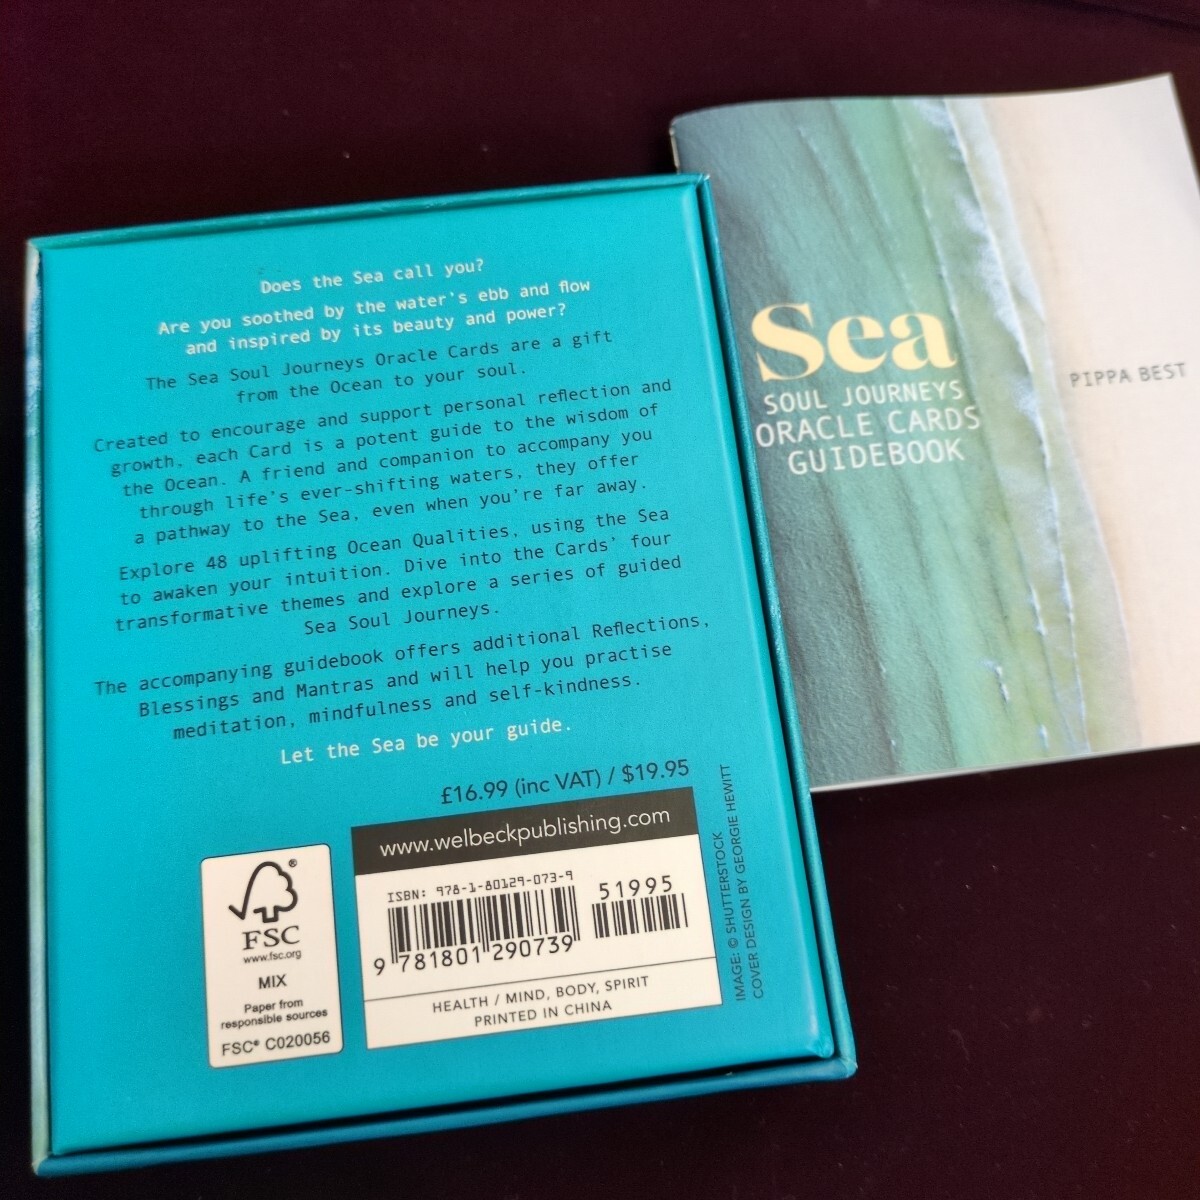 Does the Sea call you?
Are you soothed by the water's ebb and flow
and inspired by its beauty and power?
The Sea Soul Journeys Oracle Cards are a gift
from the Ocean to your soul.
Created to encourage and support personal reflection and
growth, each Card is a potent guide to the wisdom of
the Ocean. A friend and companion to accompany you
through life's ever-shifting waters, they offer
a pathway to the Sea, even when you're far away.
Explore 48 uplifting Ocean Qualities, using the Sea
to awaken your intuition. Dive into the Cards' four
transformative themes and explore a series of guided
Sea Soul Journeys.
The accompanying guidebook offers additional Reflections,
Blessings and Mantras and will help you practise
meditation, mindfulness and self-kindness.
Let the Sea be your guide.
£16.99 (inc VAT) / $19.95
www.welbeckpublishing.com
ISBN: 978-1-80129-073-9
51995
9 781801 290739
HEALTH / MIND, BODY, SPIRIT
PRINTED IN CHINA
®
FSC
www.fsc.org
MIX
Paper from
responsible sources
FSC® C020056
IMAGE: © SHUTTERSTOCK
COVER DESIGN BY GEORGIE HEWITT
Sea
SOUL JOURNEYS
ORACLE CARDS
GUIDEBOOK
PIPPA BEST